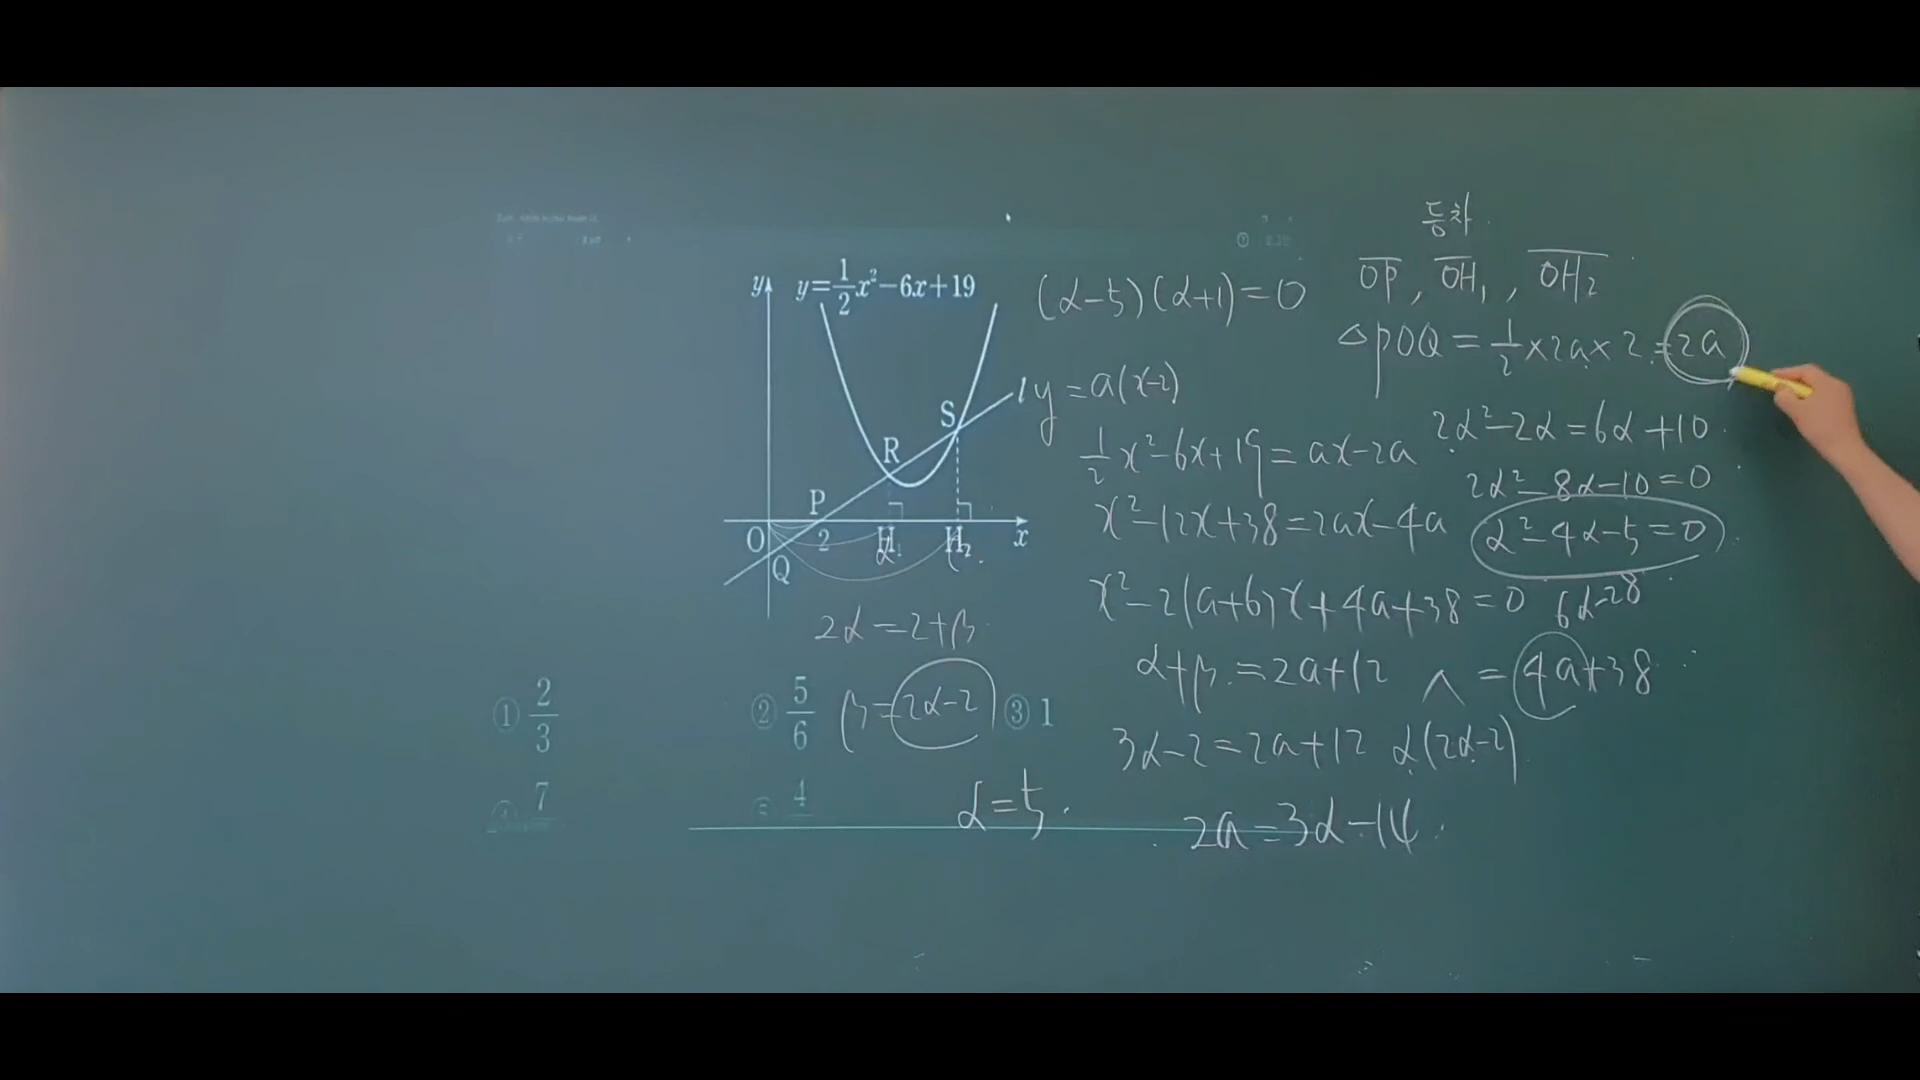 등차
y
y=1/2x²-6x+19
(α-5)(α+1)=0
OP, OH₁, OH₂
△POQ = 1/2×2a×2=2a
l
y=a(x-2)
S
R
1/2x²-6x+19=ax-2a
2α²-2α=6α+10
2α²-8α-10=0
P
x²-12x+38=2ax-4a
α²-4α-5=0
O
2
H₁
α
H₂
x
Q
x²-2(a+6)x+4a+38=0
6α-28
2α=2+β
α+β=2a+12
=4a+38
① 2/3
② 5/6
β=2α-2
③ 1
3α-2=2a+12
α(2α-2)
7
4
α=5
2a=3α-14